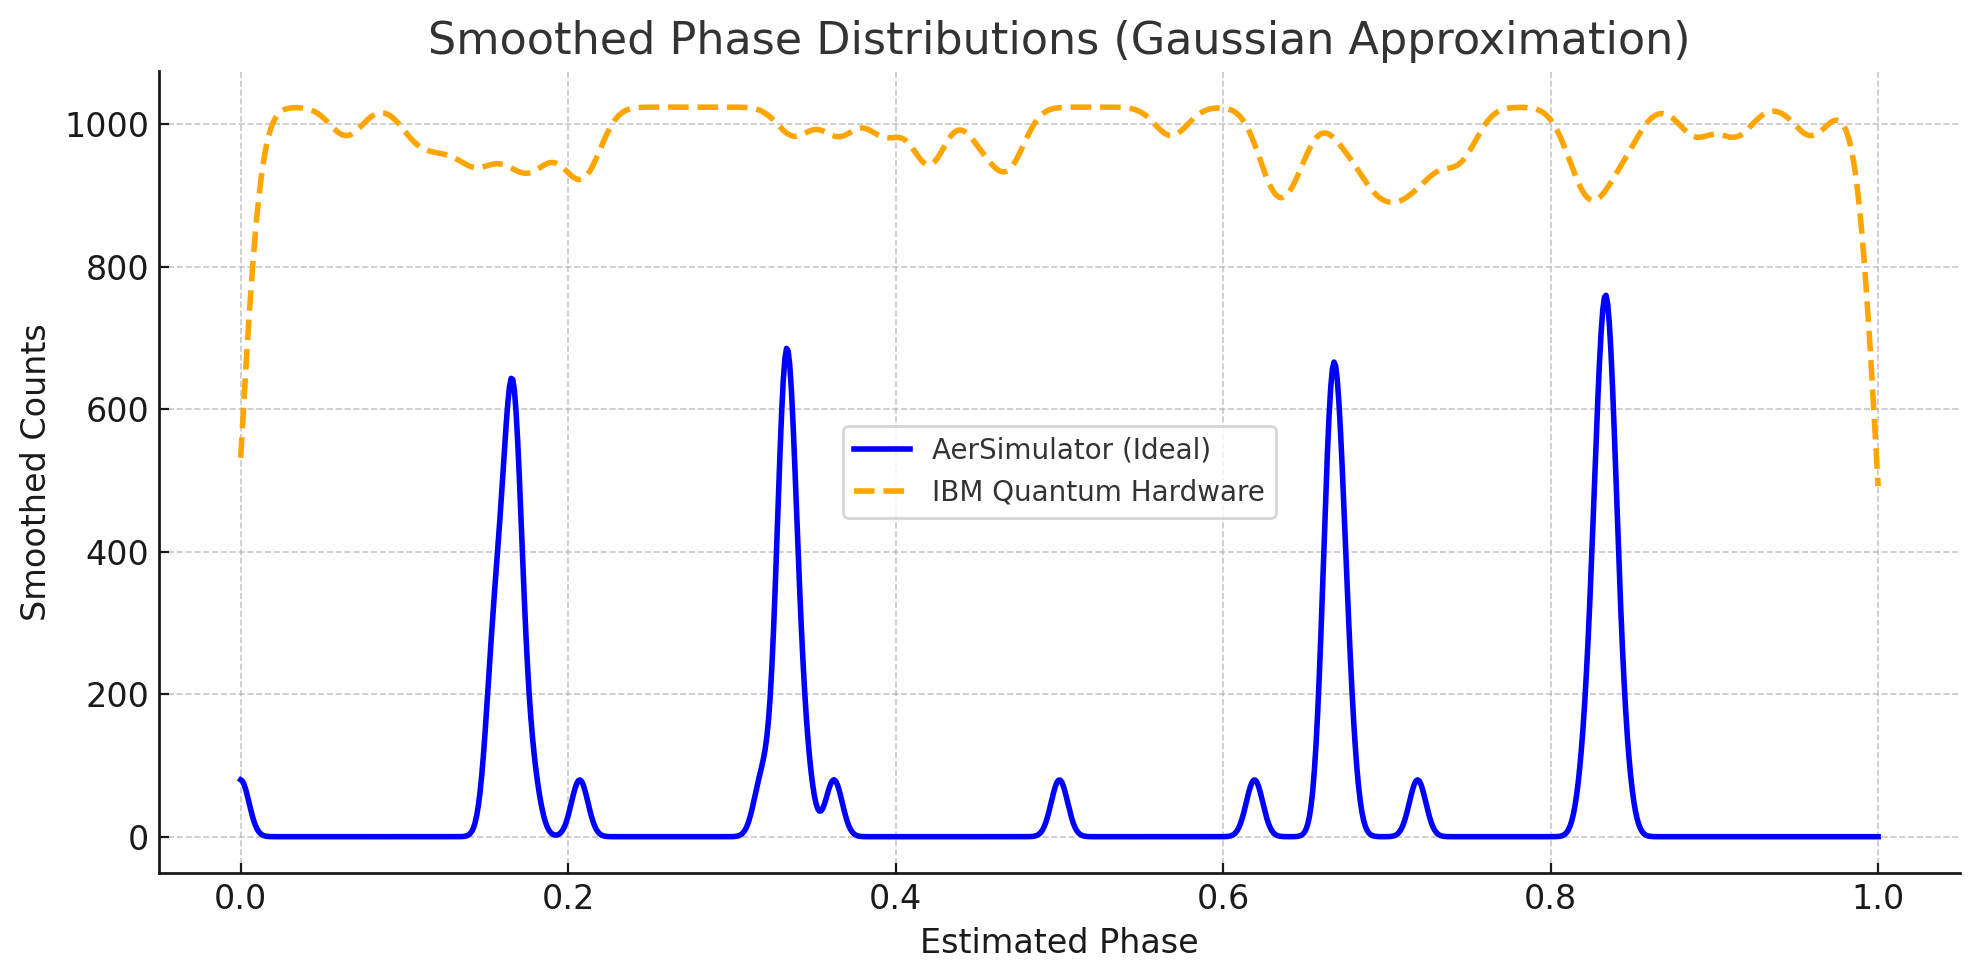 Smoothed Phase Distributions (Gaussian Approximation)
Smoothed Counts
1000
800
600
400
200
0
AerSimulator (Ideal)
IBM Quantum Hardware
0.0 0.2 0.4 0.6 0.8 1.0
Estimated Phase